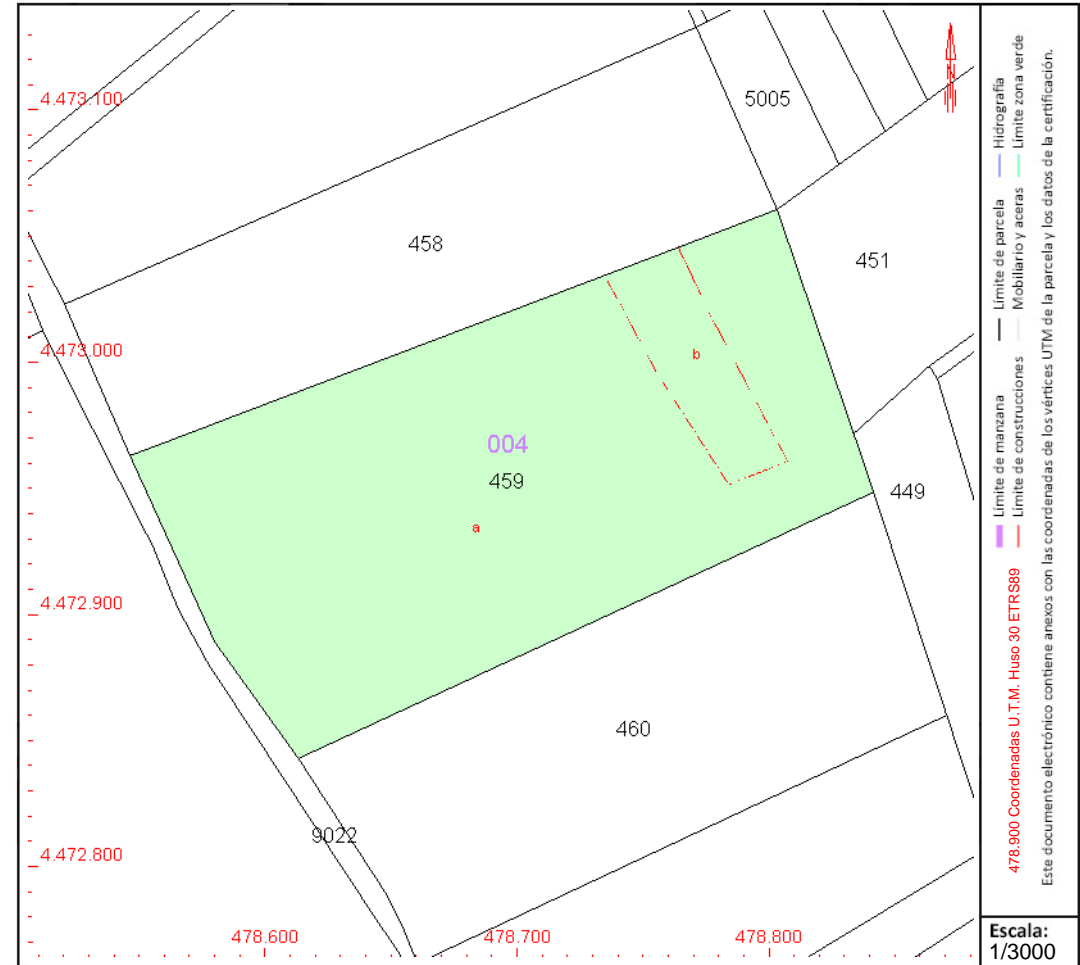 4.473.100
5005
458
451
4.473.000
b
004
459
449
a
4.472.900
460
9022
4.472.800
478.600
478.700
478.800
N
478.900 Coordenadas U.T.M. Huso 30 ETRS89
Límite de manzana
Límite de parcela
Hidrografía
Límite de construcciones
Mobiliario y aceras
Límite zona verde
Este documento electrónico contiene anexos con las coordenadas de los vértices UTM de la parcela y los datos de la certificación.
Escala:
1/3000